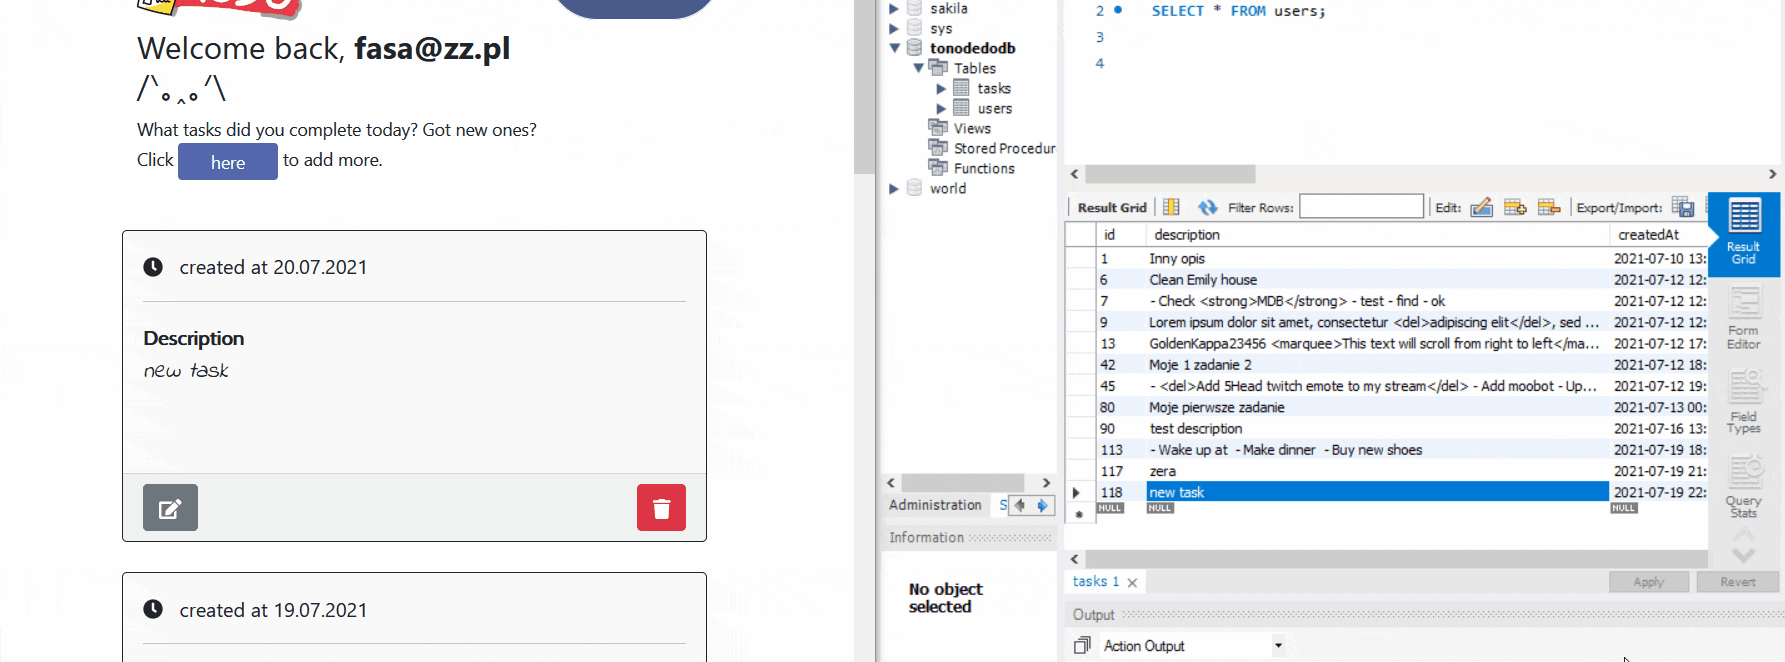 Welcome back, fasa@zz.pl
/\˚。‸。˚/\
What tasks did you complete today? Got new ones?
Click here to add more.
created at 20.07.2021
Description
new task
created at 19.07.2021
sakila
sys
tonodedodb
Tables
tasks
users
Views
Stored Procedur
Functions
world
Administration S
Information
No object
selected
2 SELECT * FROM users;
3
4
Result Grid Filter Rows: Edit: Export/Import:
id description createdAt
1 Inny opis 2021-07-10 13:
6 Clean Emily house 2021-07-12 12:
7 - Check <strong>MDB</strong> - test - find - ok 2021-07-12 12:
9 Lorem ipsum dolor sit amet, consectetur <del>adipiscing elit</del>, sed ... 2021-07-12 12:
13 GoldenKappa23456 <marquee>This text will scroll from right to left</ma... 2021-07-12 17:
42 Moje 1 zadanie 2 2021-07-12 18:
45 - <del>Add 5Head twitch emote to my stream</del> - Add moobot - Up... 2021-07-12 19:
80 Moje pierwsze zadanie 2021-07-13 00:
90 test description 2021-07-16 13:
113 - Wake up at - Make dinner - Buy new shoes 2021-07-19 18:
117 zera 2021-07-19 21:
118 new task 2021-07-19 22:
NULL NULL NULL
Result
Grid
Form
Editor
Field
Types
Query
Stats
tasks 1
Apply Revert
Output
Action Output